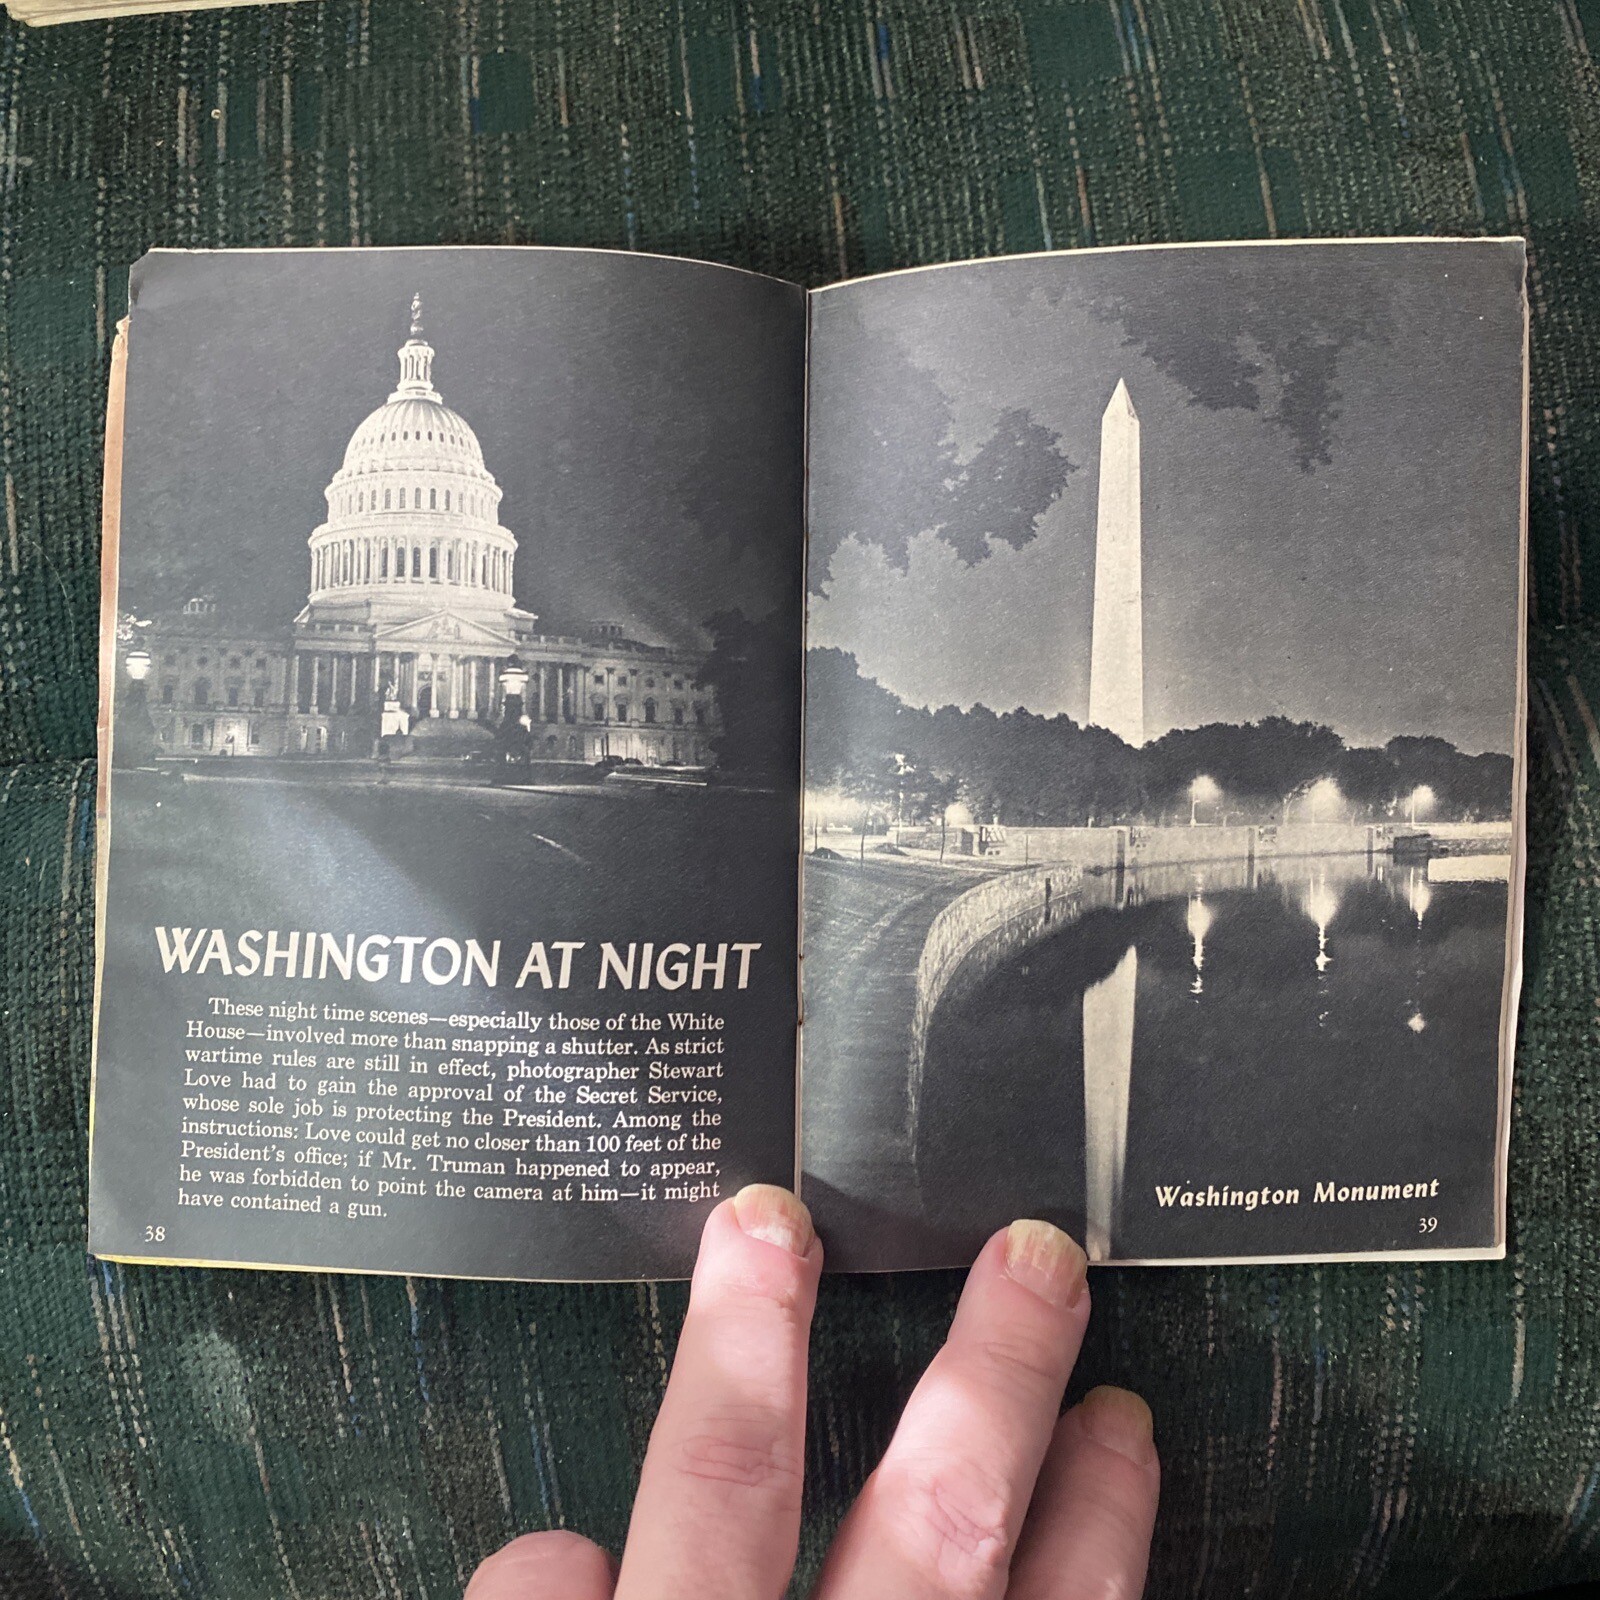 WASHINGTON AT NIGHT
These night time scenes—especially those of the White
House—involved more than snapping a shutter. As strict
wartime rules are still in effect, photographer Stewart
Love had to gain the approval of the Secret Service,
whose sole job is protecting the President. Among the
instructions: Love could get no closer than 100 feet of the
President's office; if Mr. Truman happened to appear,
he was forbidden to point the camera at him—it might
have contained a gun.
38
Washington Monument
39